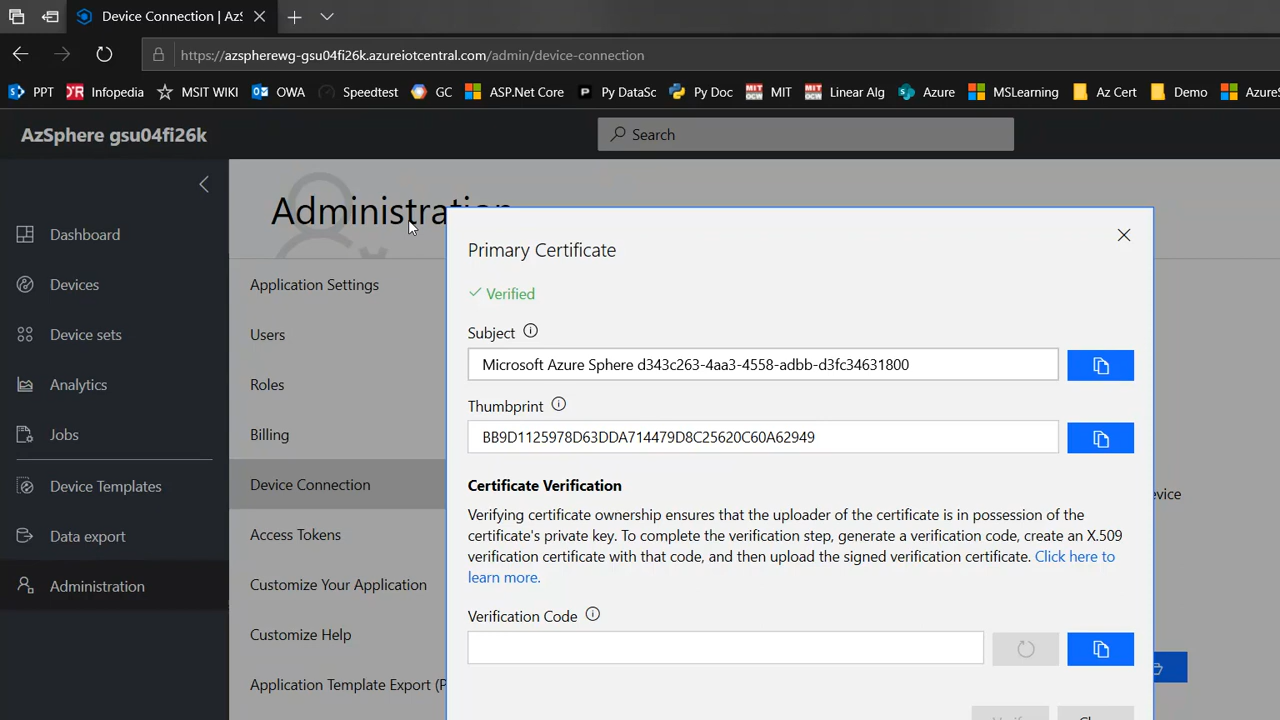 Device Connection | AzS
https://azspherewg-gsu04fi26k.azureiotcentral.com/admin/device-connection
PPT Infopedia MSIT WIKI OWA Speedtest GC ASP.Net Core Py DataSc Py Doc MIT Linear Alg Azure MSLearning Az Cert Demo AzureS
AzSphere gsu04fi26k
Search
Dashboard
Devices
Device sets
Analytics
Jobs
Device Templates
Data export
Administration
Administration
Application Settings
Users
Roles
Billing
Device Connection
Access Tokens
Customize Your Application
Customize Help
Application Template Export (P
Primary Certificate
Verified
Subject
Microsoft Azure Sphere d343c263-4aa3-4558-adbb-d3fc34631800
Thumbprint
BB9D1125978D63DDA714479D8C25620C60A62949
Certificate Verification
Verifying certificate ownership ensures that the uploader of the certificate is in possession of the
certificate's private key. To complete the verification step, generate a verification code, create an X.509
verification certificate with that code, and then upload the signed verification certificate. Click here to
learn more.
Verification Code
evice